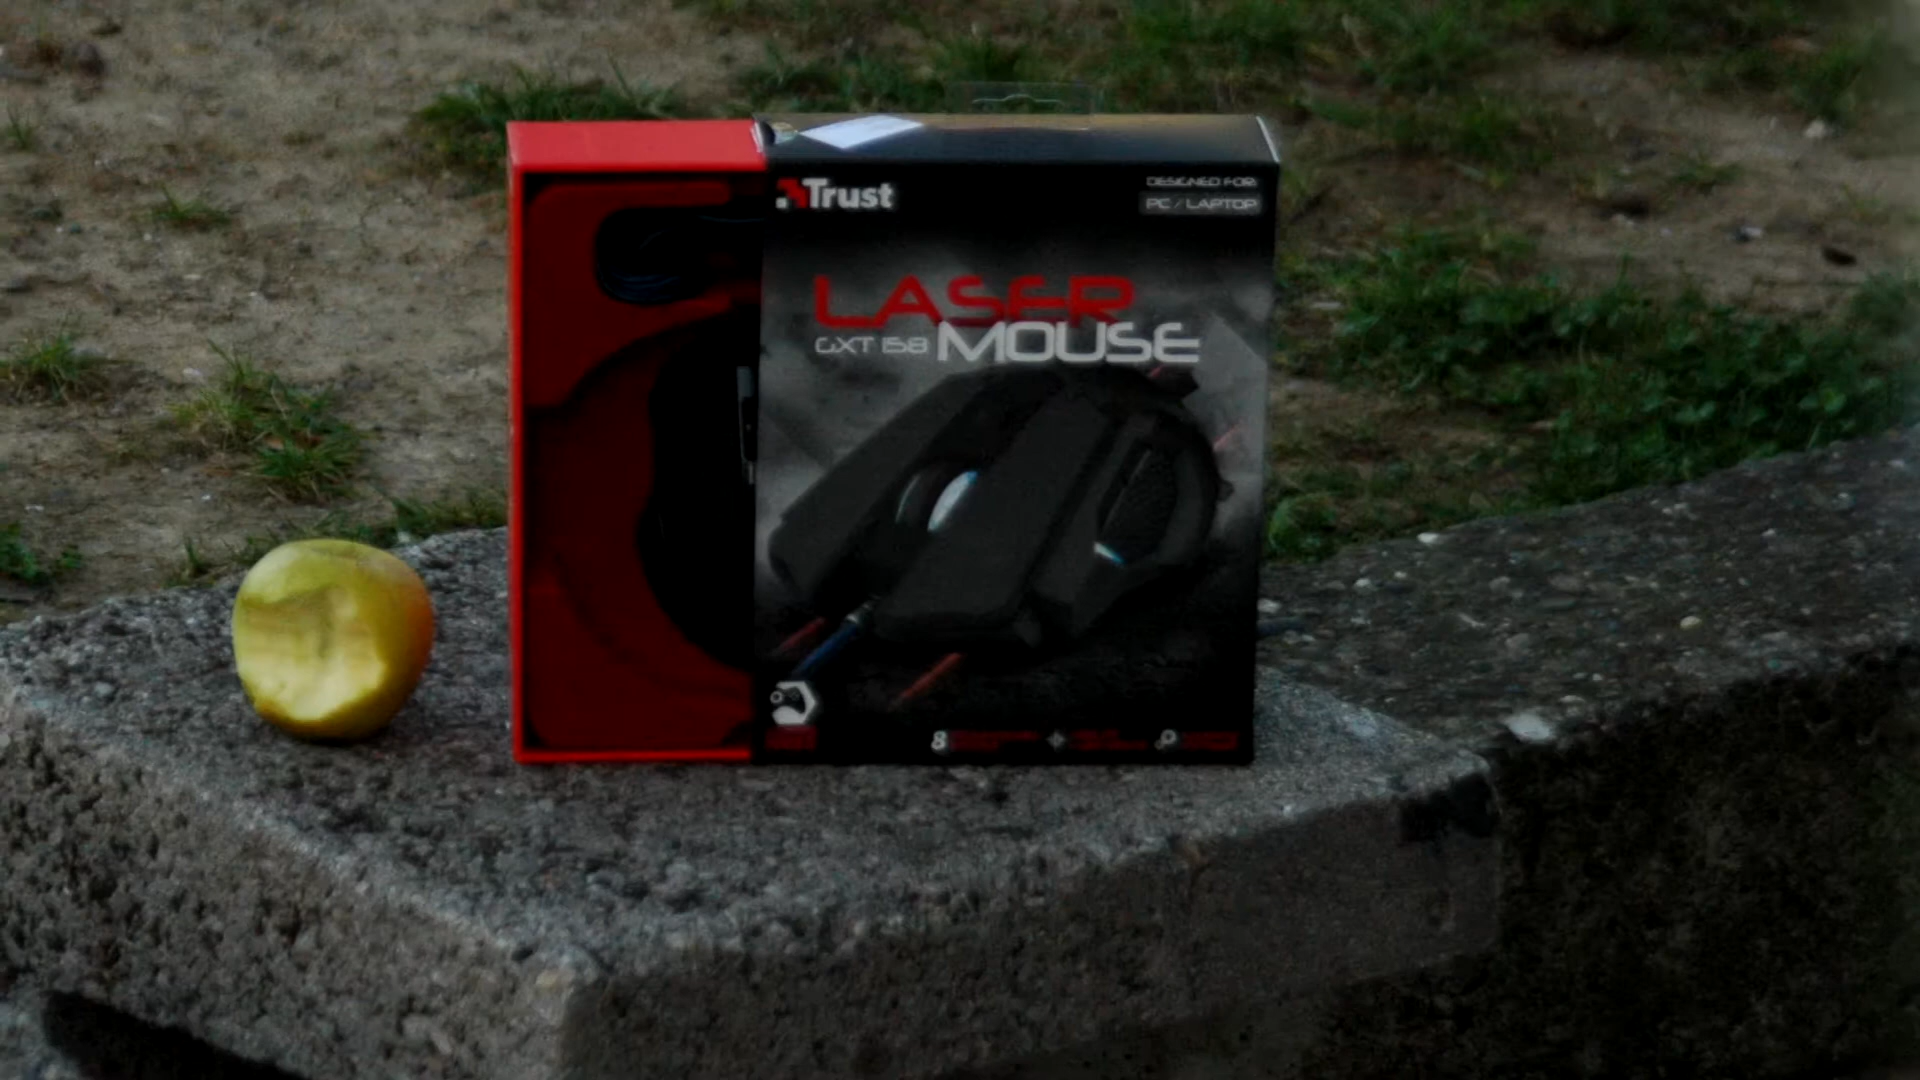 Trust
DESIGNED FOR:
PC / LAPTOP
LASER
GXT 158 MOUSE